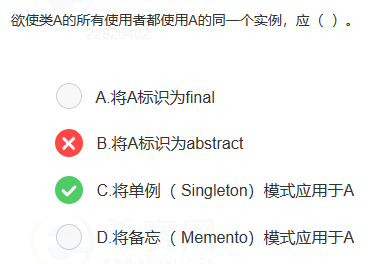 欲使类A的所有使用者都使用A的同一个实例，应（ ）。
A.将A标识为final
B.将A标识为abstract
C.将单例（ Singleton）模式应用于A
D.将备忘（ Memento）模式应用于A